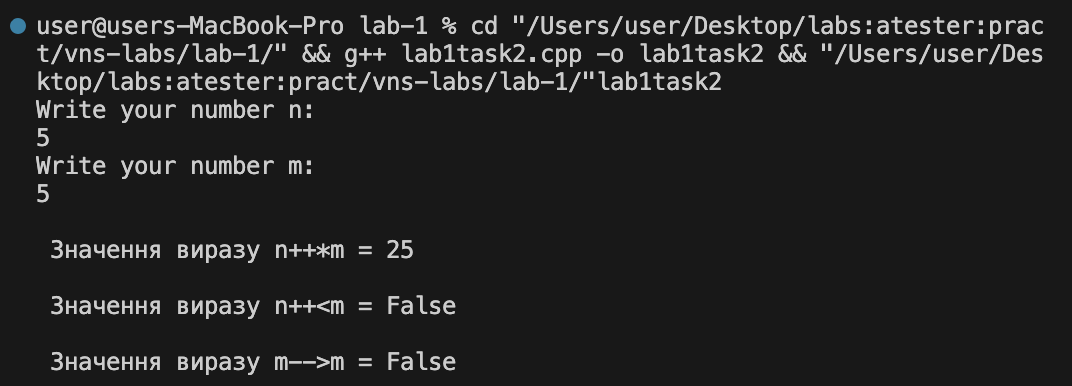 user@users-MacBook-Pro lab-1 % cd "/Users/user/Desktop/labs:atester:prac
t/vns-labs/lab-1/" && g++ lab1task2.cpp -o lab1task2 && "/Users/user/Des
ktop/labs:atester:pract/vns-labs/lab-1/"lab1task2
Write your number n:
5
Write your number m:
5
Значення виразу n++*m = 25
Значення виразу n++<m = False
Значення виразу m-->m = False